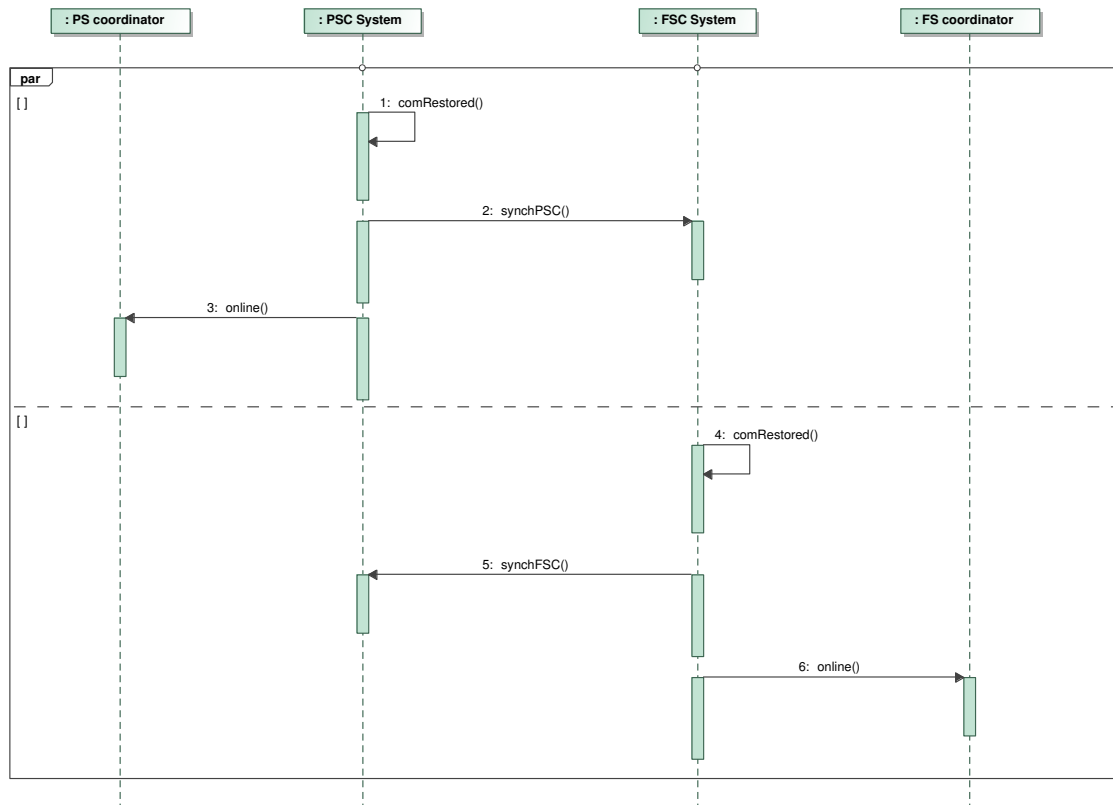 : PS coordinator
: PSC System
: FSC System
: FS coordinator
par
[ ]
1: comRestored()
2: synchPSC()
3: online()
[ ]
4: comRestored()
5: synchFSC()
6: online()